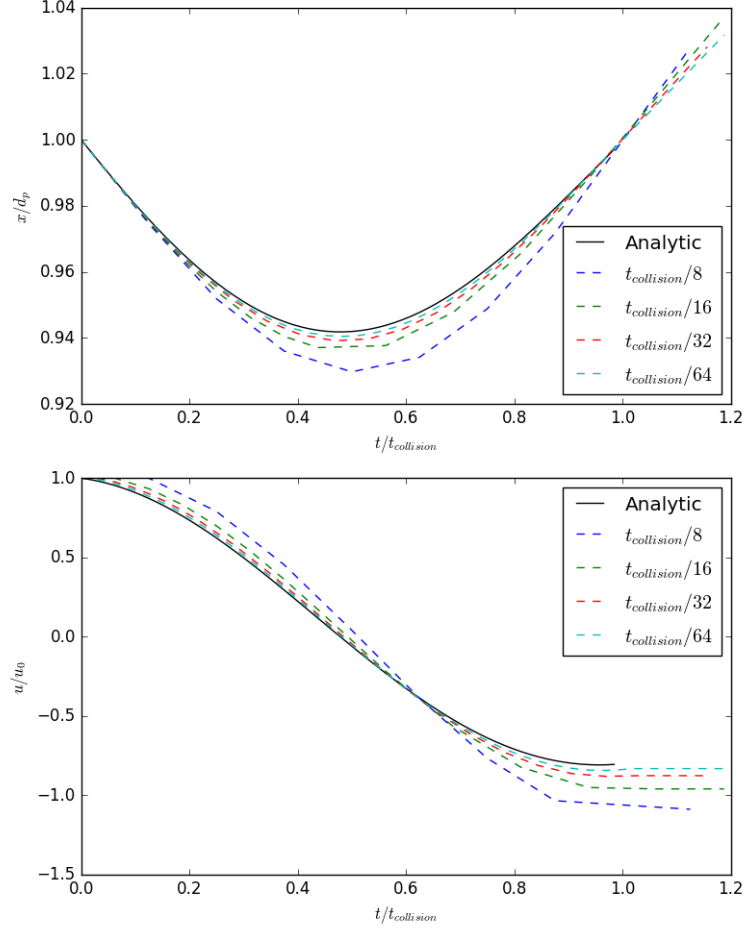 1.04
1.02
1.00
0.98
0.96
0.94
0.92
x/d_p
Analytic
t_collision/8
t_collision/16
t_collision/32
t_collision/64
0.0
0.2
0.4
0.6
0.8
1.0
1.2
t/t_collision
1.0
0.5
0.0
−0.5
−1.0
−1.5
u/u_0
Analytic
t_collision/8
t_collision/16
t_collision/32
t_collision/64
0.0
0.2
0.4
0.6
0.8
1.0
1.2
t/t_collision